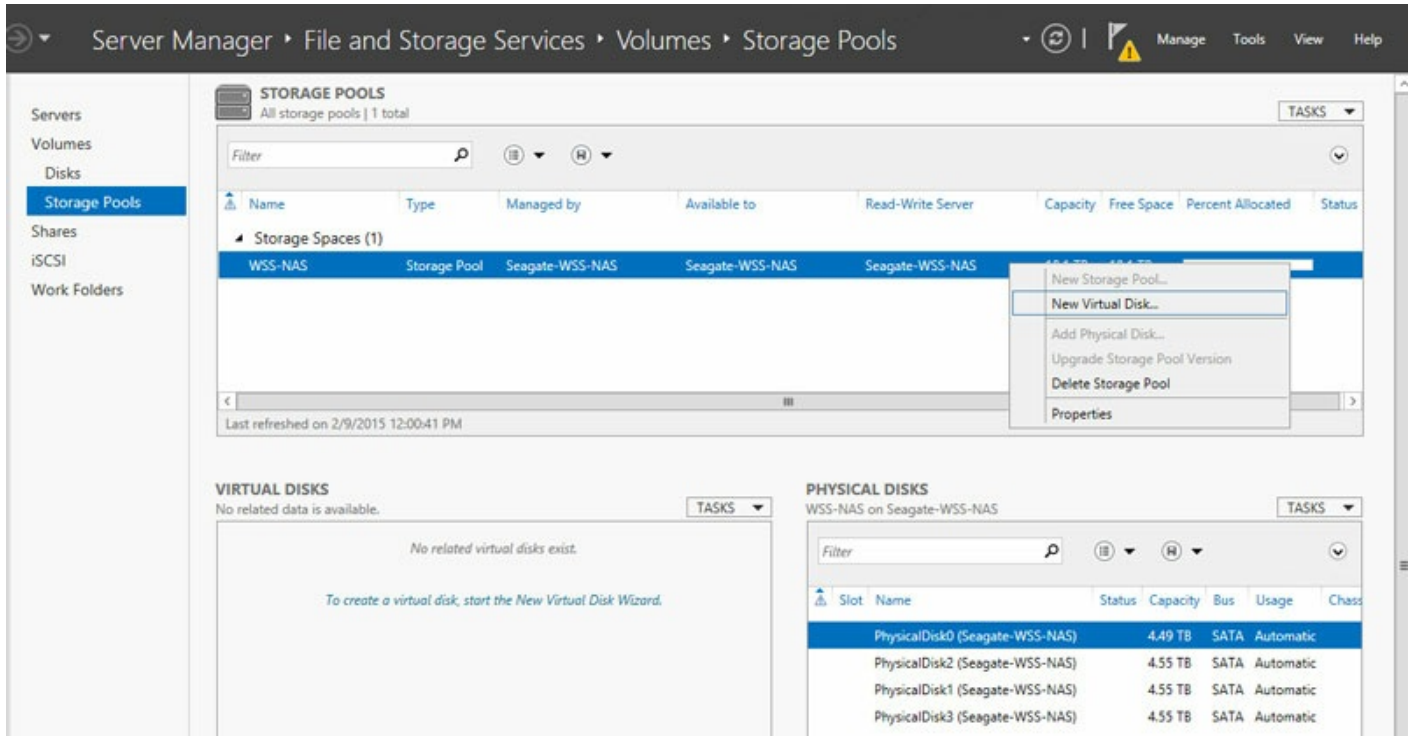 Server Manager ‣ File and Storage Services ‣ Volumes ‣ Storage Pools
Manage Tools View Help
Servers
Volumes
Disks
Storage Pools
Shares
iSCSI
Work Folders
STORAGE POOLS
All storage pools | 1 total
TASKS
Filter
Name Type Managed by Available to Read-Write Server Capacity Free Space Percent Allocated Status
Storage Spaces (1)
WSS-NAS Storage Pool Seagate-WSS-NAS Seagate-WSS-NAS Seagate-WSS-NAS
New Storage Pool...
New Virtual Disk...
Add Physical Disk...
Upgrade Storage Pool Version
Delete Storage Pool
Properties
Last refreshed on 2/9/2015 12:00:41 PM
VIRTUAL DISKS
No related data is available.
TASKS
No related virtual disks exist.
To create a virtual disk, start the New Virtual Disk Wizard.
PHYSICAL DISKS
WSS-NAS on Seagate-WSS-NAS
TASKS
Filter
Slot Name Status Capacity Bus Usage Chass
PhysicalDisk0 (Seagate-WSS-NAS) 4.49 TB SATA Automatic
PhysicalDisk2 (Seagate-WSS-NAS) 4.55 TB SATA Automatic
PhysicalDisk1 (Seagate-WSS-NAS) 4.55 TB SATA Automatic
PhysicalDisk3 (Seagate-WSS-NAS) 4.55 TB SATA Automatic